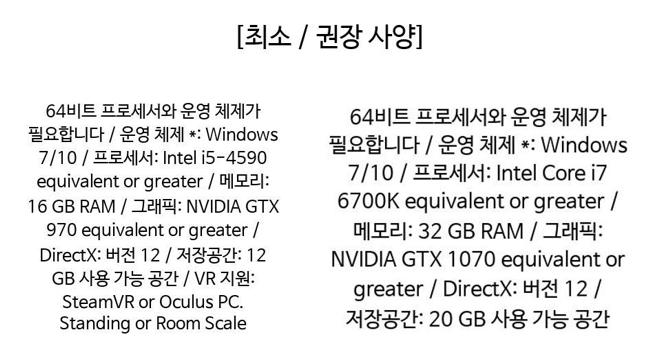 [최소 / 권장 사양]
64비트 프로세서와 운영 체제가
필요합니다 / 운영 체제 *: Windows
7/10 / 프로세서: Intel i5-4590
equivalent or greater / 메모리:
16 GB RAM / 그래픽: NVIDIA GTX
970 equivalent or greater /
DirectX: 버전 12 / 저장공간: 12
GB 사용 가능 공간 / VR 지원:
SteamVR or Oculus PC.
Standing or Room Scale
64비트 프로세서와 운영 체제가
필요합니다 / 운영 체제 *: Windows
7/10 / 프로세서: Intel Core i7
6700K equivalent or greater /
메모리: 32 GB RAM / 그래픽:
NVIDIA GTX 1070 equivalent or
greater / DirectX: 버전 12 /
저장공간: 20 GB 사용 가능 공간